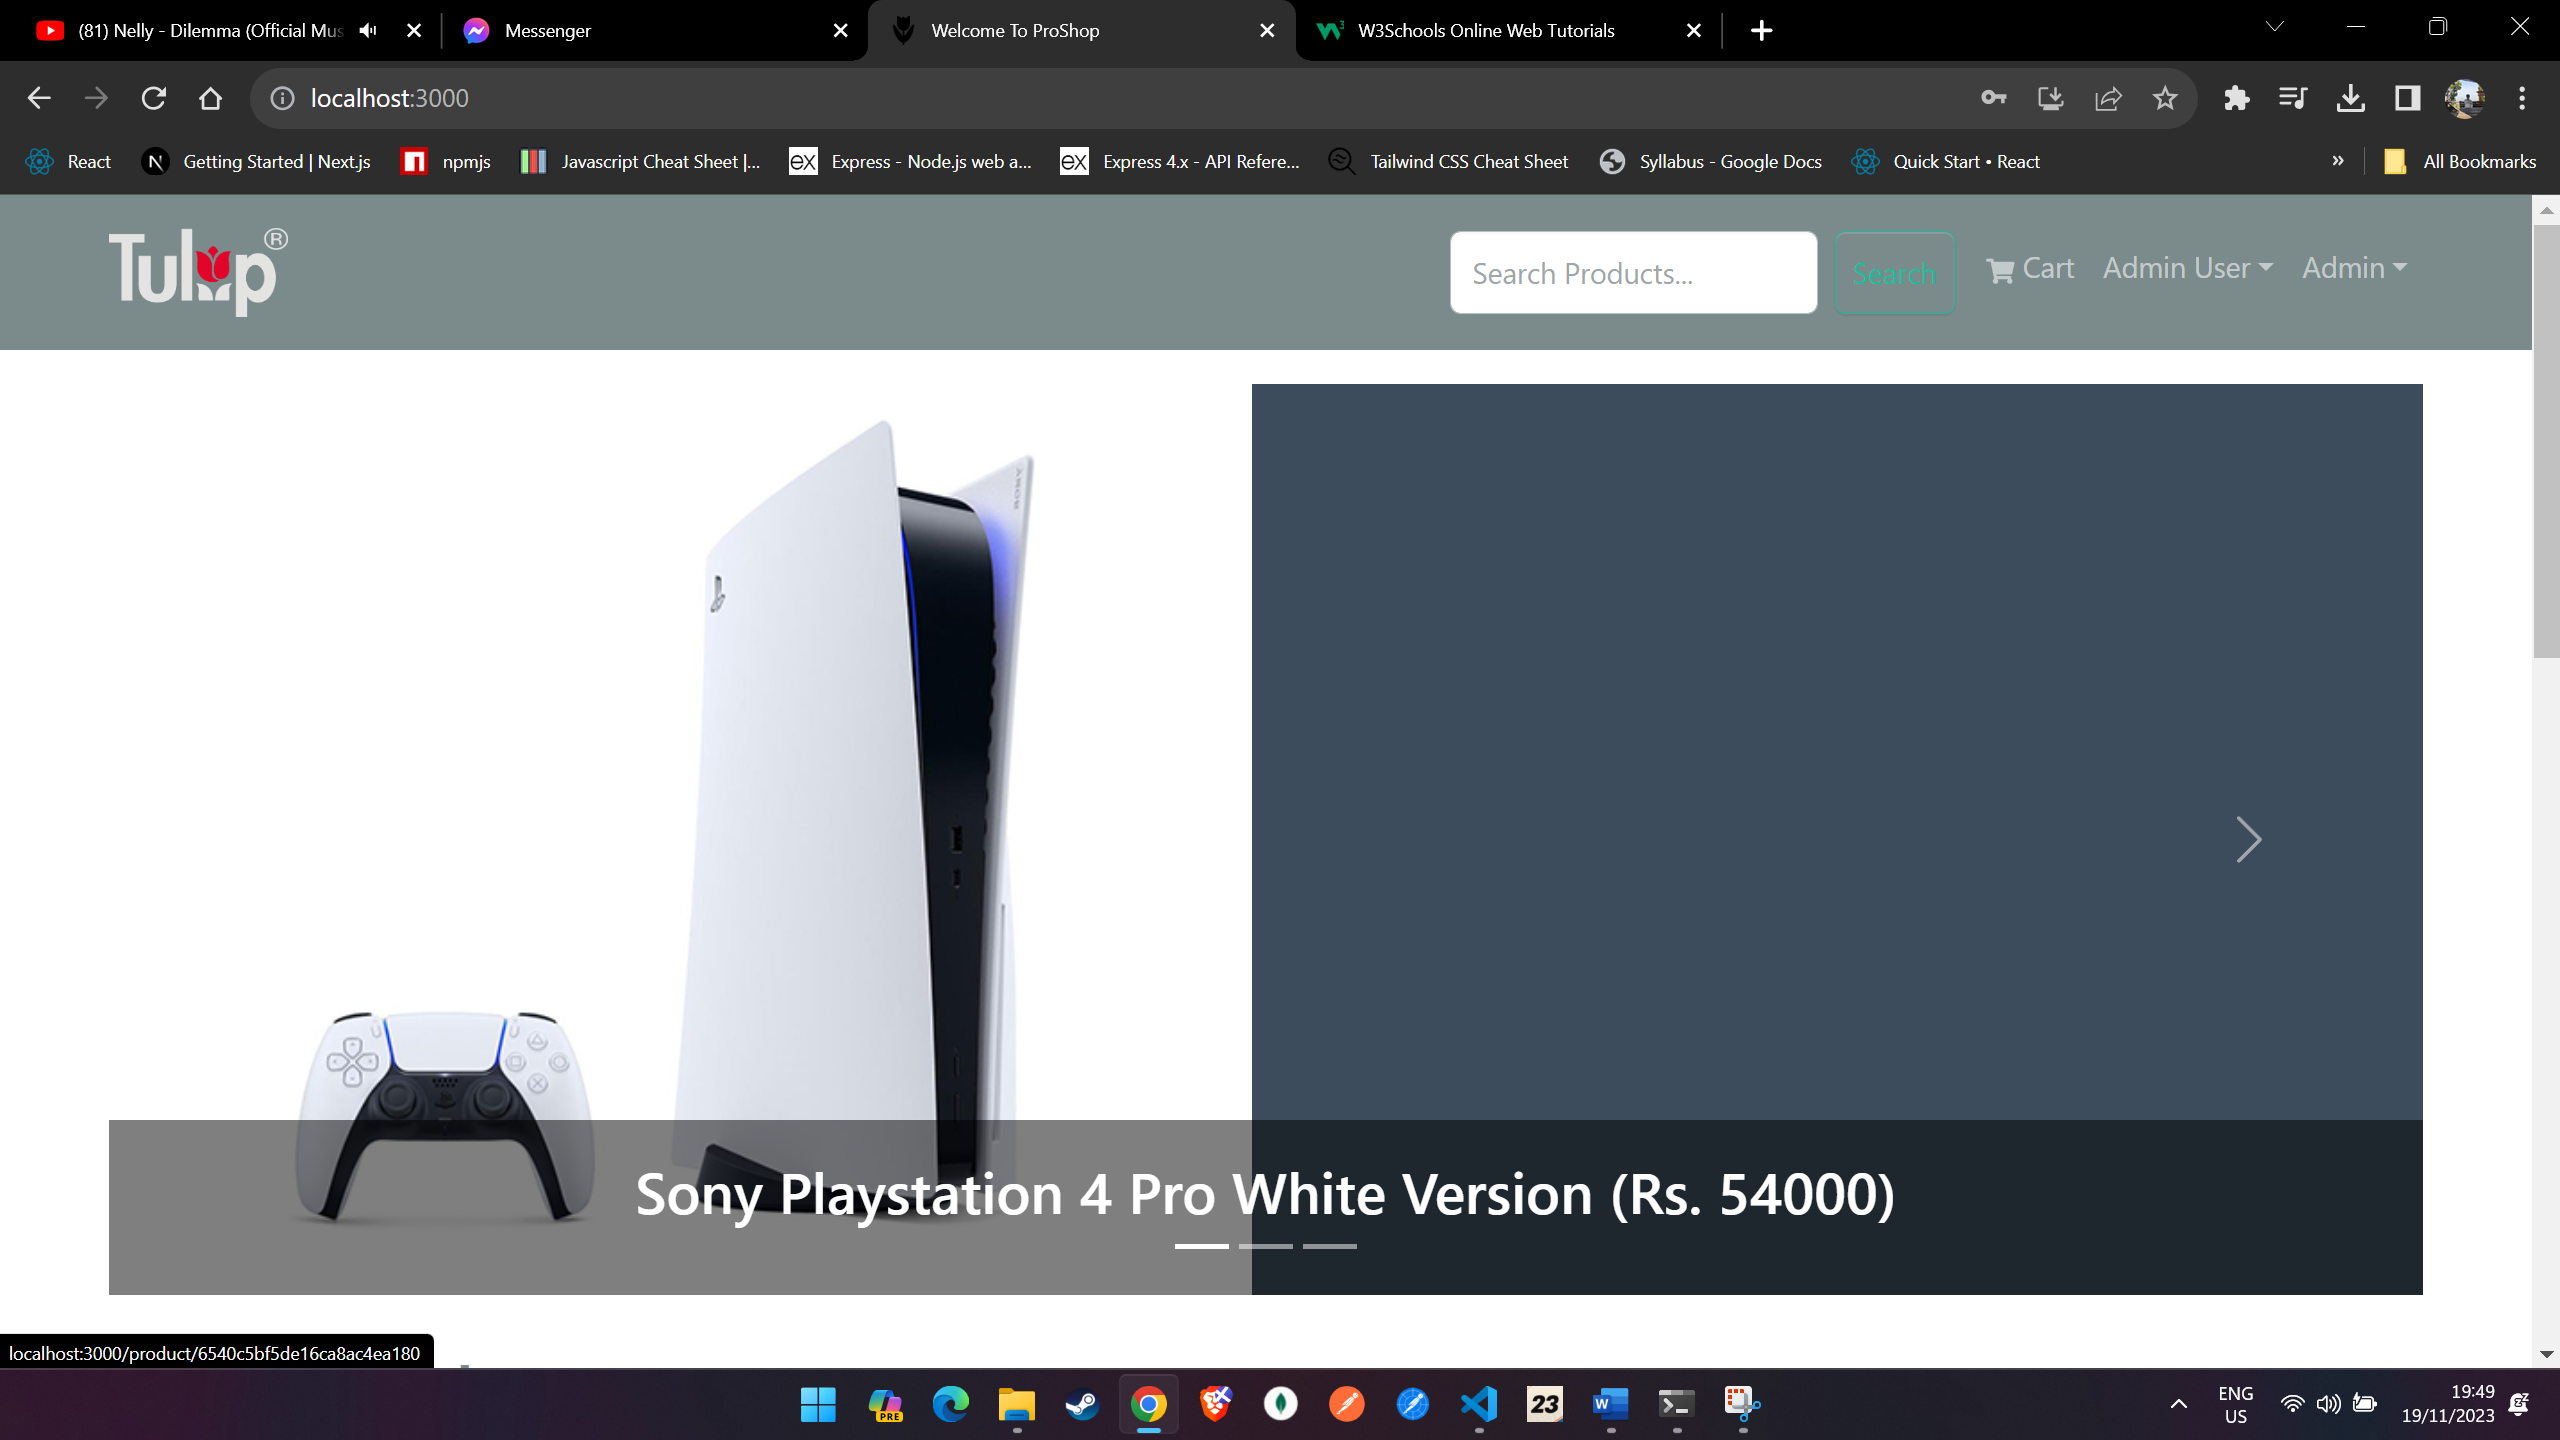 (81) Nelly - Dilemma (Official Mus
Messenger
Welcome To ProShop
W3Schools Online Web Tutorials
localhost:3000
React
Getting Started | Next.js
npmjs
Javascript Cheat Sheet |...
Express - Node.js web a...
Express 4.x - API Refere...
Tailwind CSS Cheat Sheet
Syllabus - Google Docs
Quick Start • React
»
All Bookmarks
Tulip®
Search Products...
Search
Cart
Admin User
Admin
SONY
Sony Playstation 4 Pro White Version (Rs. 54000)
localhost:3000/product/6540c5bf5de16ca8ac4ea180
PRE
23
W
ENG
US
19:49
19/11/2023